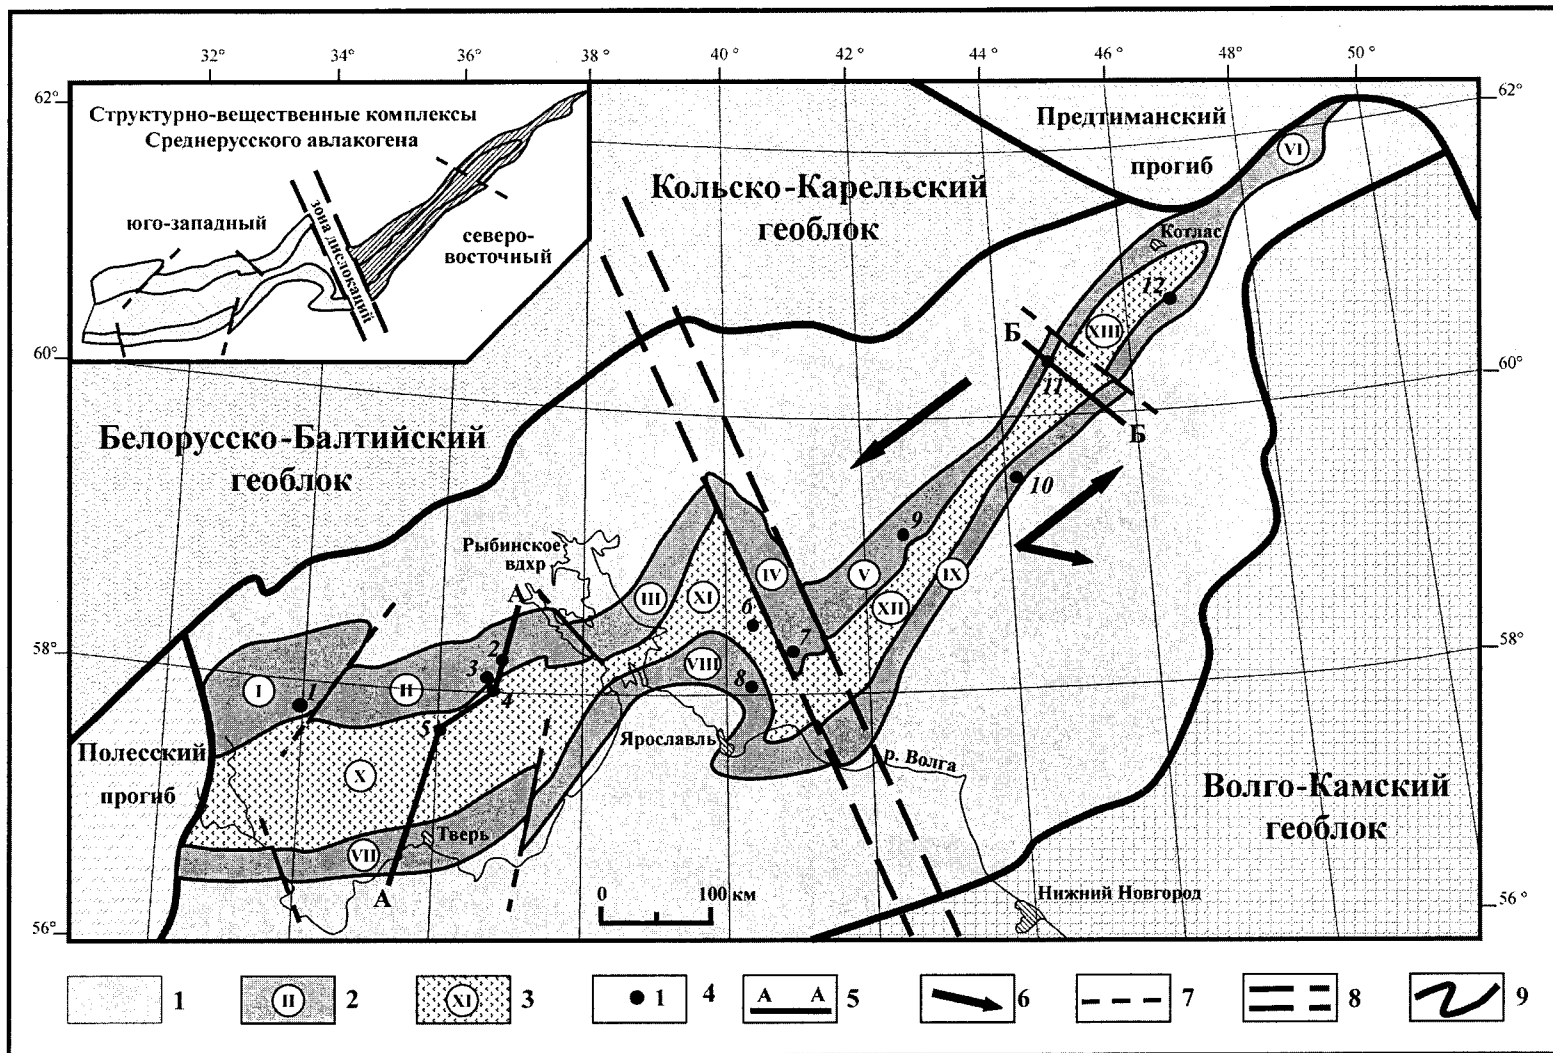 32° 34° 36° 38° 40° 42° 44° 46° 48° 50°
62° 62°
Структурно-вещественные комплексы
Среднерусского авлакогена
юго-западный
зона дислокаций
северо-
восточный
Предтиманский
прогиб
VI
Кольско-Карельский
геоблок
Котлас
12
XIII
Б
60° 60°
11
Б
Белорусско-Балтийский
геоблок
10
9
Рыбинское
вдхр
А
III
XI
IV
V
IX
XII
6
7
58° 58°
2
3
4
VIII
8
I
1
II
5
Ярославль
р. Волга
Полесский
прогиб
X
Волго-Камский
геоблок
Тверь
VII
А
0 100 км
Нижний Новгород
56° 56°
1
II 2
XI 3
1 4
А А 5
6
7
8
9